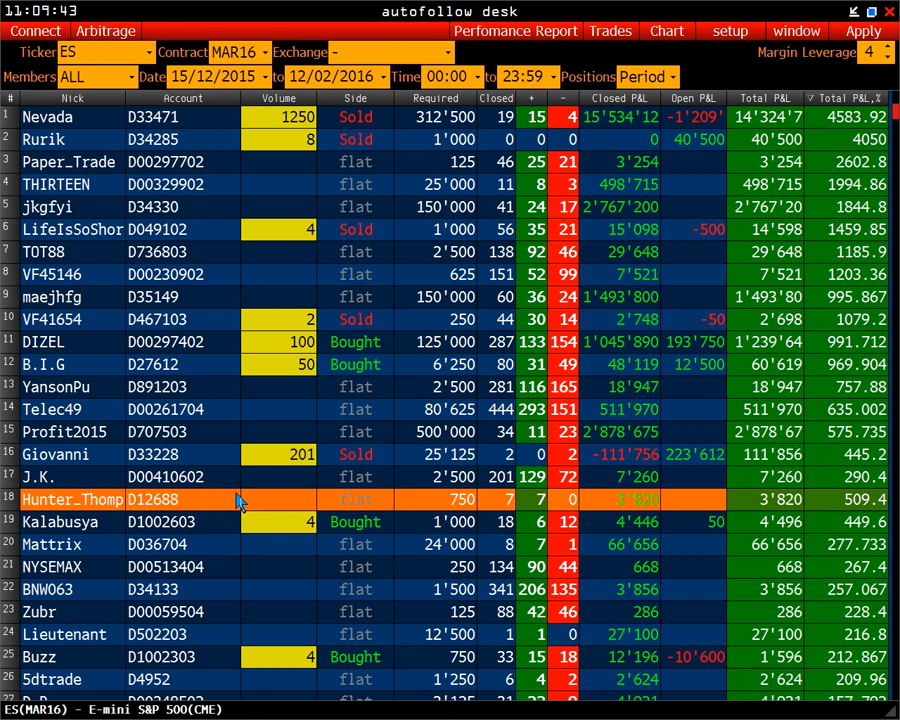 11:09:43 autofollow desk
Connect Arbitrage Perfomance Report Trades Chart setup window Apply
Ticker ES Contract MAR16 Exchange - Margin Leverage 4
Members ALL Date 15/12/2015 to 12/02/2016 Time 00:00 to 23:59 Positions Period
# Nick Account Volume Side Required Closed + - Closed P&L Open P&L Total P&L ▽ Total P&L,%
1 Nevada D33471 1250 Sold 312'500 19 15 4 15'534'12 -1'209' 14'324'7 4583.92
2 Rurik D34285 8 Sold 1'000 0 0 0 0 40'500 40'500 4050
3 Paper_Trade D00297702 flat 125 46 25 21 3'254 3'254 2602.8
4 THIRTEEN D00329902 flat 25'000 11 8 3 498'715 498'715 1994.86
5 jkgfyi D34330 flat 150'000 41 24 17 2'767'200 2'767'20 1844.8
6 LifeIsSoShor D049102 4 Sold 1'000 56 35 21 15'098 -500 14'598 1459.85
7 TOT88 D736803 flat 2'500 138 92 46 29'648 29'648 1185.9
8 VF45146 D00230902 flat 625 151 52 99 7'521 7'521 1203.36
9 maejhfg D35149 flat 150'000 60 36 24 1'493'800 1'493'80 995.867
10 VF41654 D467103 2 Sold 250 44 30 14 2'748 -50 2'698 1079.2
11 DIZEL D00297402 100 Bought 125'000 287 133 154 1'045'890 193'750 1'239'64 991.712
12 B.I.G D27612 50 Bought 6'250 80 31 49 48'119 12'500 60'619 969.904
13 YansonPu D891203 flat 2'500 281 116 165 18'947 18'947 757.88
14 Telec49 D00261704 flat 80'625 444 293 151 511'970 511'970 635.002
15 Profit2015 D707503 flat 500'000 34 11 23 2'878'675 2'878'67 575.735
16 Giovanni D33228 201 Sold 25'125 2 0 2 -111'756 223'612 111'856 445.2
17 J.K. D00410602 flat 2'500 201 129 72 7'260 7'260 290.4
18 Hunter_Thomp D12688 flat 750 7 7 0 3'820 3'820 509.4
19 Kalabusya D1002603 4 Bought 1'000 18 6 12 4'446 50 4'496 449.6
20 Mattrix D036704 flat 24'000 8 7 1 66'656 66'656 277.733
21 NYSEMAX D00513404 flat 250 134 90 44 668 668 267.4
22 BNW063 D34133 flat 1'500 341 206 135 3'856 3'856 257.067
23 Zubr D00059504 flat 125 88 42 46 286 286 228.4
24 Lieutenant D502203 flat 12'500 1 1 0 27'100 27'100 216.8
25 Buzz D1002303 4 Bought 750 33 15 18 12'196 -10'600 1'596 212.867
26 5dtrade D4952 flat 1'250 6 4 2 2'624 2'624 209.96
ES(MAR16) - E-mini S&P 500(CME)